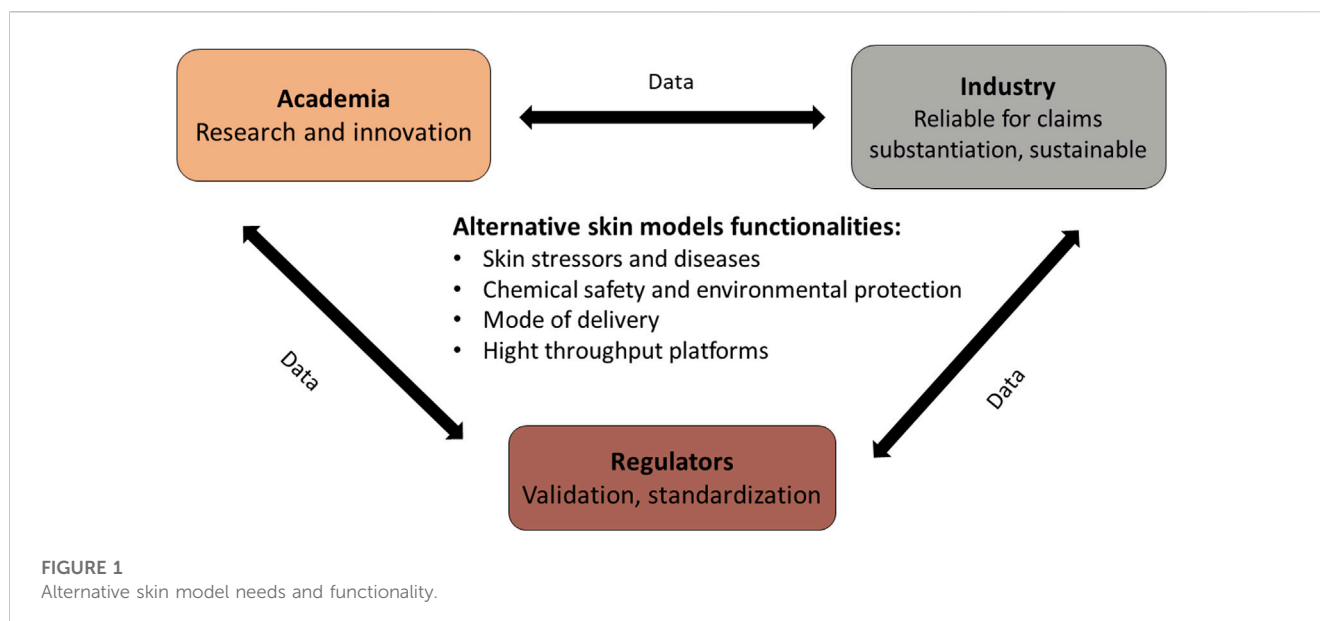 Academia
Research and innovation
Data
Industry
Reliable for claims
substantiation, sustainable
Alternative skin models functionalities:
• Skin stressors and diseases
• Chemical safety and environmental protection
• Mode of delivery
• Hight throughput platforms
Data
Data
Regulators
Validation, standardization
FIGURE 1
Alternative skin model needs and functionality.